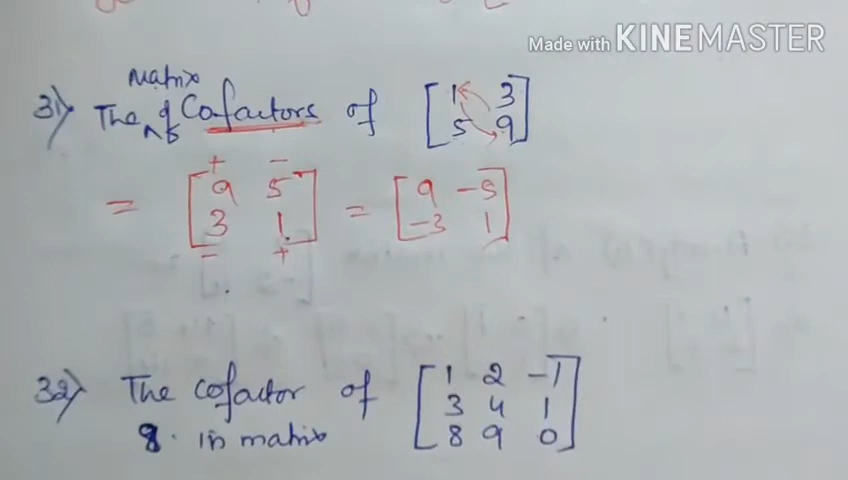 Made with KINEMASTER
31) The matrix of Cofactors of [1 3
5 9]
= [9 5
3 1] = [9 -5
-3 1]
+ -
- +
32) The cofactor of [1 2 -1
3 4 1
8. in matrix 8 9 0]